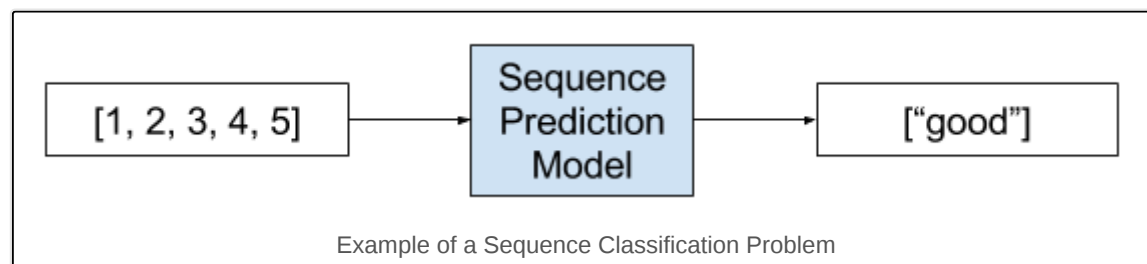 [1, 2, 3, 4, 5]
Sequence
Prediction
Model
[“good”]
Example of a Sequence Classification Problem